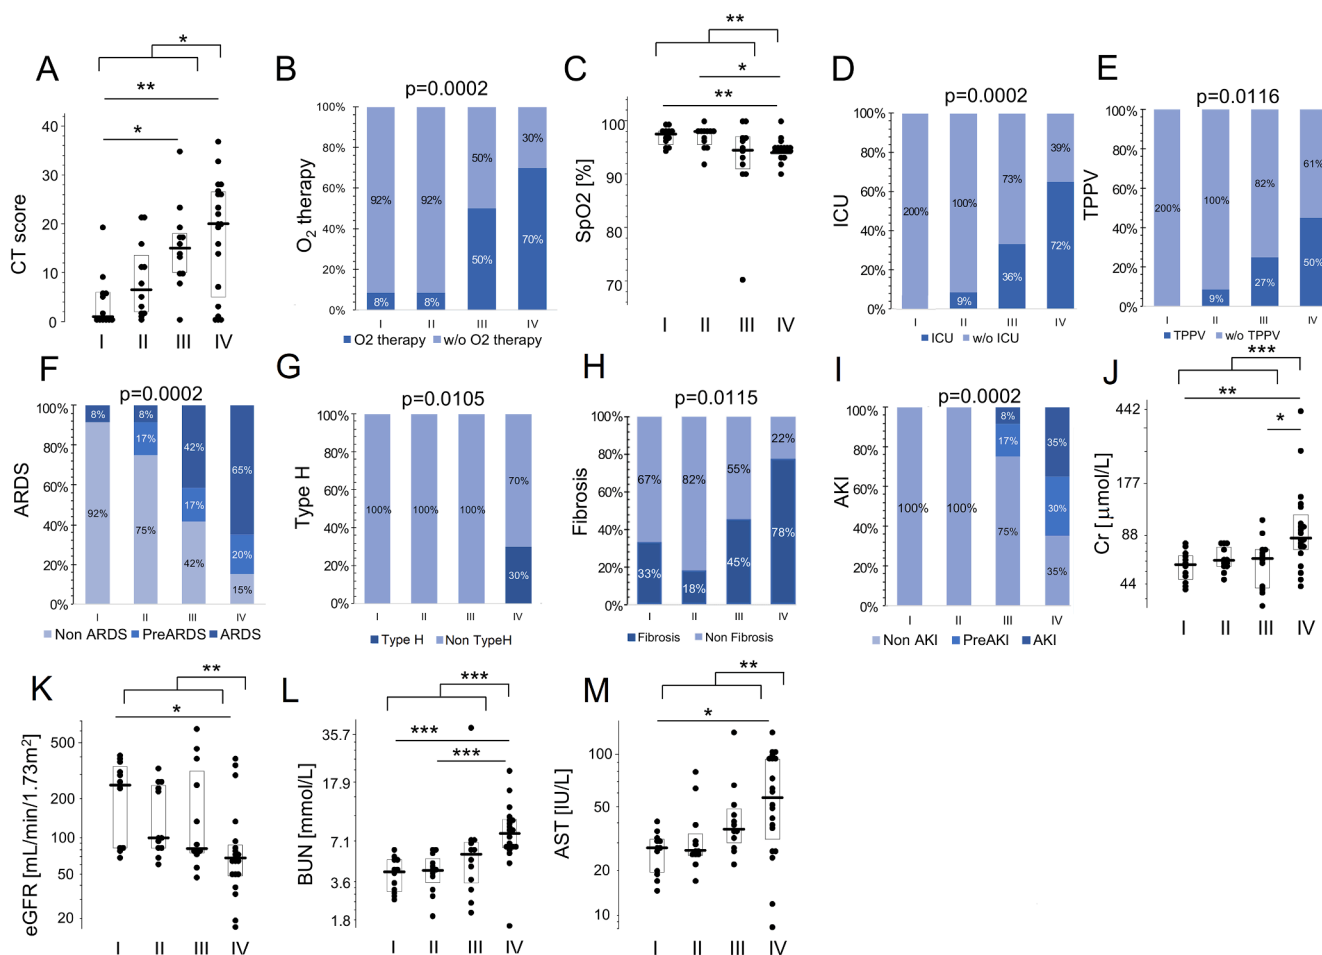 A
CT score
40
30
20
10
0
I II III IV
*
**
*
B
p=0.0002
O2 therapy
100%
80%
60%
40%
20%
0%
92% 92% 50% 30%
8% 8% 50% 70%
I II III IV
O2 therapy w/o O2 therapy
C
SpO2 [%]
100
90
80
70
I II III IV
**
*
**
D
p=0.0002
ICU
100%
80%
60%
40%
20%
0%
200% 100% 73% 39%
9% 36% 72%
I II III IV
ICU w/o ICU
E
p=0.0116
TPPV
100%
80%
60%
40%
20%
0%
200% 100% 82% 61%
9% 27% 50%
I II III IV
TPPV w/o TPPV
F
p=0.0002
ARDS
100%
80%
60%
40%
20%
0%
8% 8% 42% 65%
17% 17% 20%
92% 75% 42% 15%
I II III IV
Non ARDS PreARDS ARDS
G
p=0.0105
Type H
100%
80%
60%
40%
20%
0%
100% 100% 100% 70%
30%
I II III IV
Type H Non TypeH
H
p=0.0115
Fibrosis
100%
80%
60%
40%
20%
0%
67% 82% 55% 22%
33% 18% 45% 78%
I II III IV
Fibrosis Non Fibrosis
I
p=0.0002
AKI
100%
80%
60%
40%
20%
0%
8% 35%
17% 30%
100% 100% 75% 35%
I II III IV
Non AKI PreAKI AKI
J
Cr [ μmol/L]
442
177
88
44
I II III IV
***
**
*
K
eGFR [mL/min/1.73m2]
500
200
100
50
20
I II III IV
**
*
L
BUN [mmol/L]
35.7
17.9
7.1
3.6
1.8
I II III IV
***
***
***
M
AST [IU/L]
100
50
20
10
I II III IV
**
*